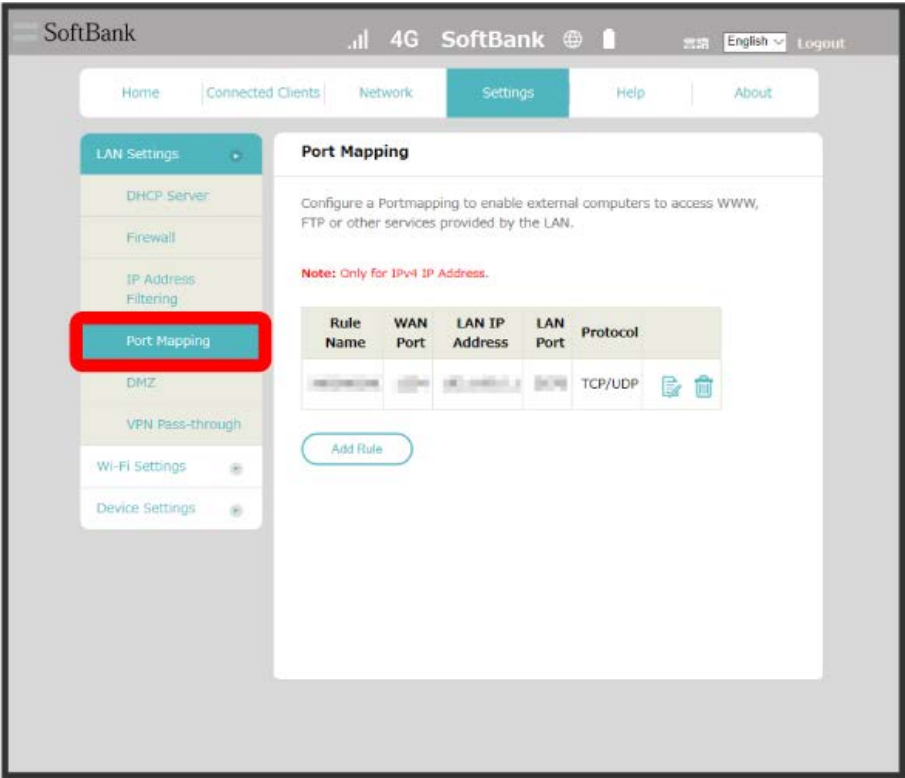 SoftBank
4G SoftBank
言語 English Logout
Home Connected Clients Network Settings Help About
LAN Settings
DHCP Server
Firewall
IP Address
Filtering
Port Mapping
DMZ
VPN Pass-through
Wi-Fi Settings
Device Settings
Port Mapping
Configure a Portmapping to enable external computers to access WWW,
FTP or other services provided by the LAN.
Note: Only for IPv4 IP Address.
Rule Name WAN Port LAN IP Address LAN Port Protocol
TCP/UDP
Add Rule